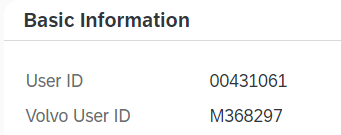 Basic Information
User ID 00431061
Volvo User ID M368297